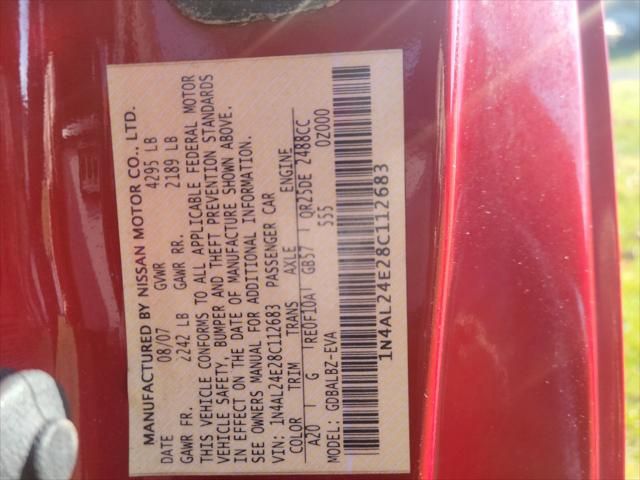 MANUFACTURED BY NISSAN MOTOR CO., LTD.
DATE 08/07 GVWR 4295 LB
GAWR FR. 2242 LB GAWR RR. 2189 LB
THIS VEHICLE CONFORMS TO ALL APPLICABLE FEDERAL MOTOR
VEHICLE SAFETY, BUMPER AND THEFT PREVENTION STANDARDS
IN EFFECT ON THE DATE OF MANUFACTURE SHOWN ABOVE.
SEE OWNERS MANUAL FOR ADDITIONAL INFORMATION.
VIN: 1N4AL24E28C112683 PASSENGER CAR
COLOR TRIM TRANS AXLE ENGINE
A20 G RE0F10A GB57 QR25DE 2488CC
MODEL: GDBALBZ-EVA 555 0Z000
1N4AL24E28C112683